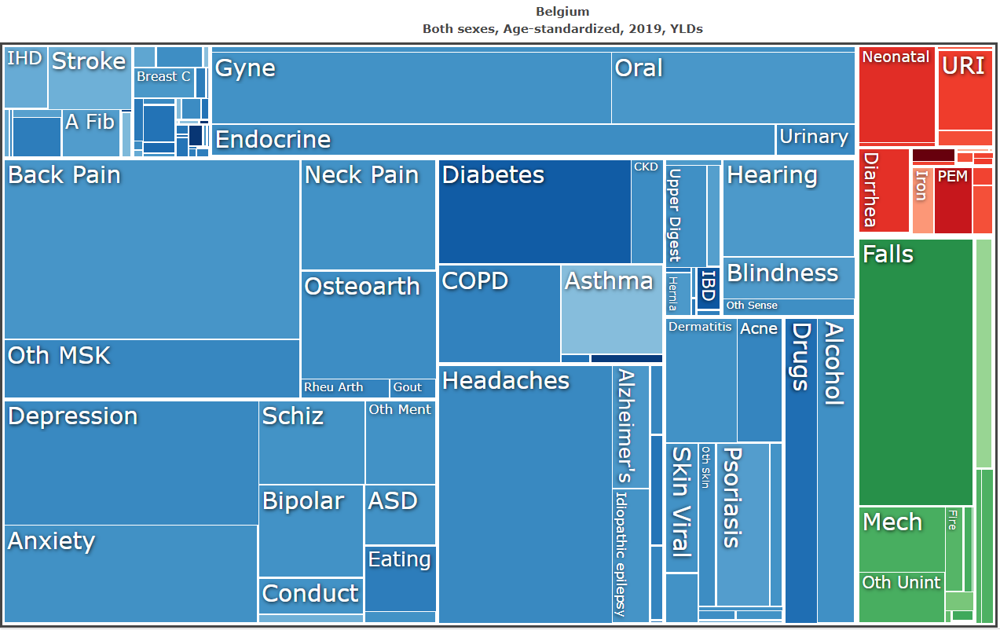 Belgium
Both sexes, Age-standardized, 2019, YLDs
IHD
Stroke
A Fib
Breast C
Gyne
Oral
Endocrine
Urinary
Neonatal
URI
Diarrhea
Iron
PEM
Back Pain
Neck Pain
Oth MSK
Osteoarth
Rheu Arth
Gout
Diabetes
CKD
COPD
Asthma
Upper Digest
Hernia
IBD
Hearing
Blindness
Oth Sense
Depression
Anxiety
Schiz
Oth Ment
Bipolar
ASD
Eating
Conduct
Headaches
Alzheimer's
Idiopathic epilepsy
Dermatitis
Acne
Skin Viral
Oth skin
Psoriasis
Drugs
Alcohol
Falls
Mech
Fire
Oth Unint